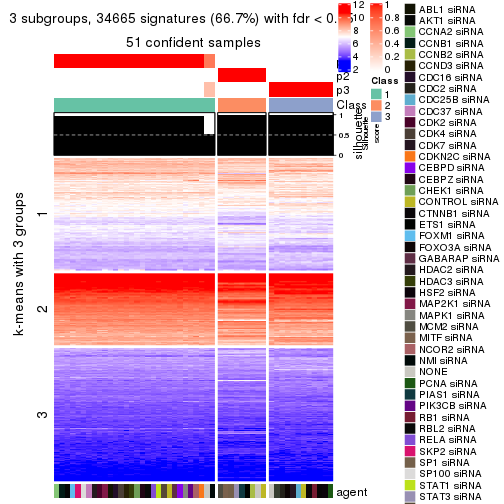 3 subgroups, 34665 signatures (66.7%) with fdr < 0.
51 confident samples
p2
p3
Class
1
0.5
0
silhouette
Silhouette
score
12
10
8
6
4
2
1
0.8
0.6
0.4
0.2
0
Class
1
2
3
k-means with 3 groups
1
2
3
agent
ABL1 siRNA
AKT1 siRNA
CCNA2 siRNA
CCNB1 siRNA
CCNB2 siRNA
CCND3 siRNA
CDC16 siRNA
CDC2 siRNA
CDC25B siRNA
CDC37 siRNA
CDK2 siRNA
CDK4 siRNA
CDK7 siRNA
CDKN2C siRNA
CEBPD siRNA
CEBPZ siRNA
CHEK1 siRNA
CONTROL siRNA
CTNNB1 siRNA
ETS1 siRNA
FOXM1 siRNA
FOXO3A siRNA
GABARAP siRNA
HDAC2 siRNA
HDAC3 siRNA
HSF2 siRNA
MAP2K1 siRNA
MAPK1 siRNA
MCM2 siRNA
MITF siRNA
NCOR2 siRNA
NMI siRNA
NONE
PCNA siRNA
PIAS1 siRNA
PIK3CB siRNA
RB1 siRNA
RBL2 siRNA
RELA siRNA
SKP2 siRNA
SP1 siRNA
SP100 siRNA
STAT1 siRNA
STAT3 siRNA